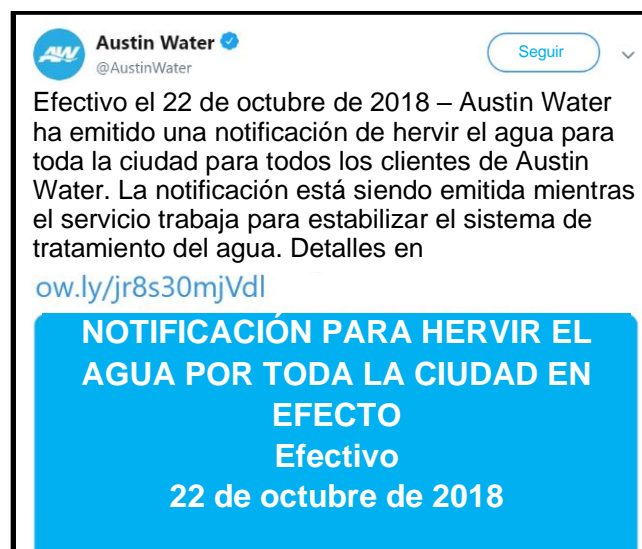 AW
Austin Water
@AustinWater
Seguir
Efectivo el 22 de octubre de 2018 – Austin Water
ha emitido una notificación de hervir el agua para
toda la ciudad para todos los clientes de Austin
Water. La notificación está siendo emitida mientras
el servicio trabaja para estabilizar el sistema de
tratamiento del agua. Detalles en
ow.ly/jr8s30mjVdl
NOTIFICACIÓN PARA HERVIR EL
AGUA POR TODA LA CIUDAD EN
EFECTO
Efectivo
22 de octubre de 2018